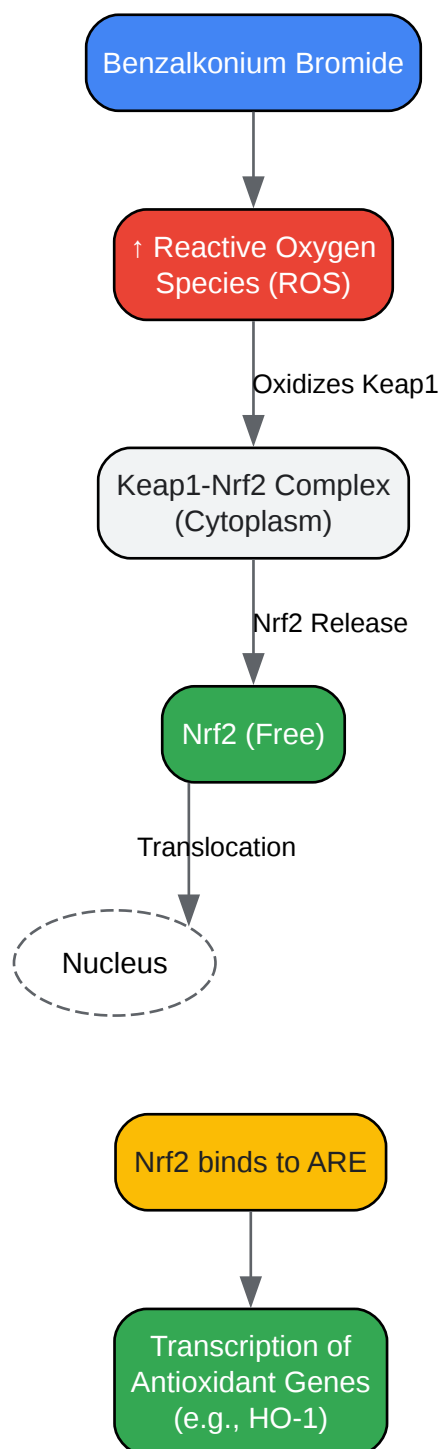 Benzalkonium Bromide
↑ Reactive Oxygen
Species (ROS)
Oxidizes Keap1
Keap1-Nrf2 Complex
(Cytoplasm)
Nrf2 Release
Nrf2 (Free)
Translocation
Nucleus
Nrf2 binds to ARE
Transcription of
Antioxidant Genes
(e.g., HO-1)